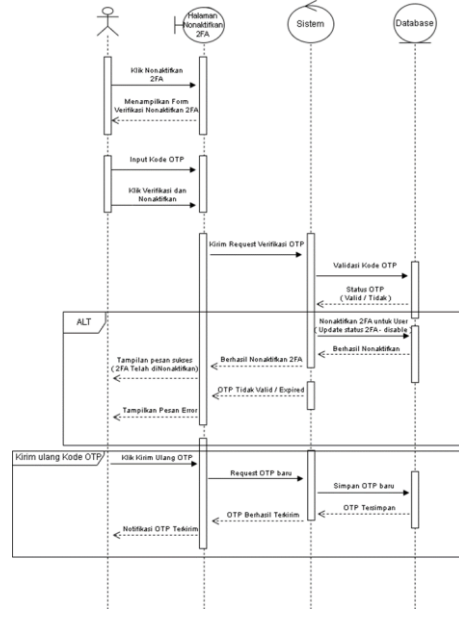 Halaman
Nonaktifkan
2FA
Sistem
Database
Klik Nonaktifkan
2FA
Menampilkan Form
Verifikasi Nonaktifkan 2FA
Input Kode OTP
Klik Verifikasi dan
Nonaktifkan
Kirim Request Verifikasi OTP
Validasi Kode OTP
Status OTP
( Valid / Tidak )
ALT
Nonaktifkan 2FA untuk User
( Update status 2FA - disable )
Berhasil Nonaktifkan
Berhasil Nonaktifkan 2FA
Tampilan pesan sukses
( 2FA Telah diNonaktifkan)
OTP Tidak Valid / Expired
Tampilkan Pesan Error
Kirim ulang Kode OTP
Klik Kirim Ulang OTP
Request OTP baru
Simpan OTP baru
OTP Tersimpan
OTP Berhasil Terkirim
Notifikasi OTP Terkirim